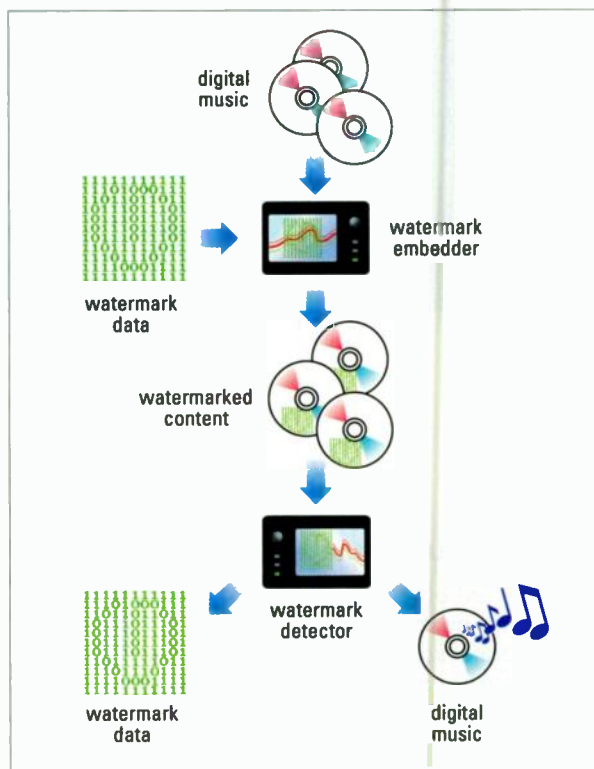 digital
music
watermark
embedder
watermark
data
watermarked
content
watermark
detector
watermark
data
digital
music